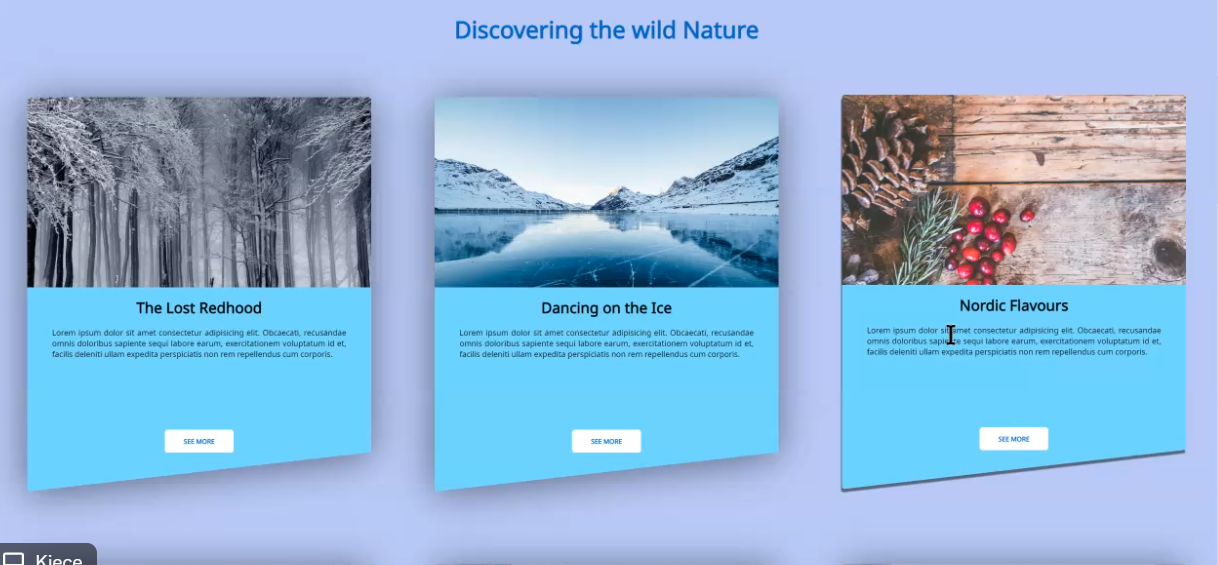 Discovering the wild Nature
The Lost Redhood
Lorem ipsum dolor sit amet consectetur adipisicing elit. Obcaecati, recusandae
omnis doloribus sapiente sequi labore earum, exercitationem voluptatum id et,
facilis deleniti ullam expedita perspiciatis non rem repellendus cum corporis.
SEE MORE
Dancing on the Ice
Lorem ipsum dolor sit amet consectetur adipisicing elit. Obcaecati, recusandae
omnis doloribus sapiente sequi labore earum, exercitationem voluptatum id et,
facilis deleniti ullam expedita perspiciatis non rem repellendus cum corporis.
SEE MORE
Nordic Flavours
Lorem ipsum dolor sit amet consectetur adipisicing elit. Obcaecati, recusandae
omnis doloribus sapiente sequi labore earum, exercitationem voluptatum id et,
facilis deleniti ullam expedita perspiciatis non rem repellendus cum corporis.
SEE MORE
Kiece